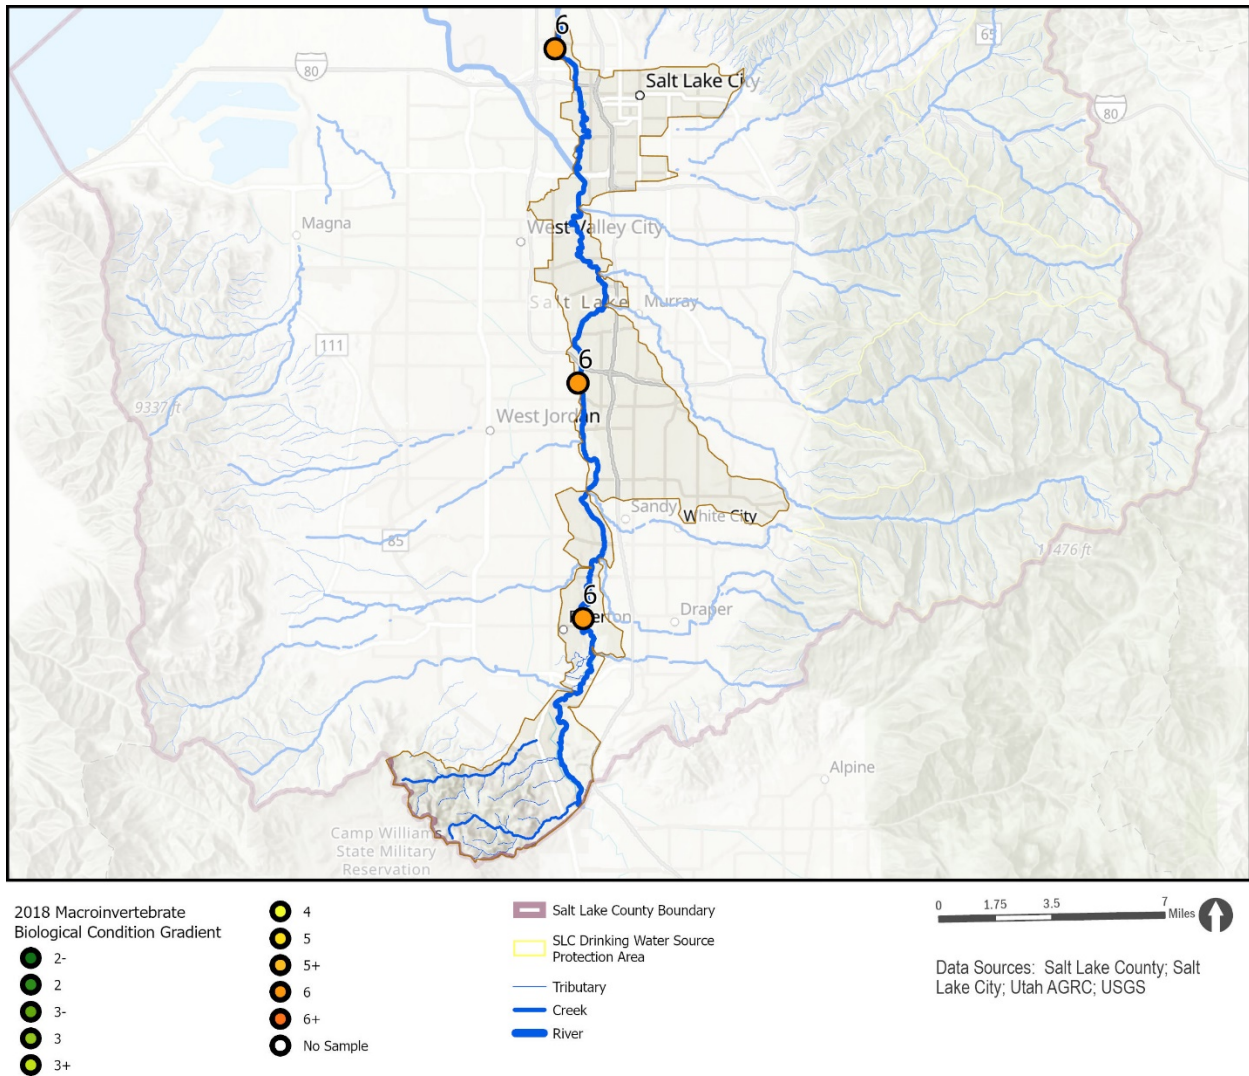 6
65
80
Salt Lake City
80
Magna
West Valley City
Salt Lake
Murray
111
6
9337 ft
West Jordan
Sandy
White City
85
11476 ft
6
Draper
Alpine
Camp Williams
State Military
Reservation
2018 Macroinvertebrate
Biological Condition Gradient
2-
2
3-
3
3+
4
5
5+
6
6+
No Sample
Salt Lake County Boundary
SLC Drinking Water Source
Protection Area
Tributary
Creek
River
0 1.75 3.5 7
Miles
Data Sources: Salt Lake County; Salt
Lake City; Utah AGRC; USGS